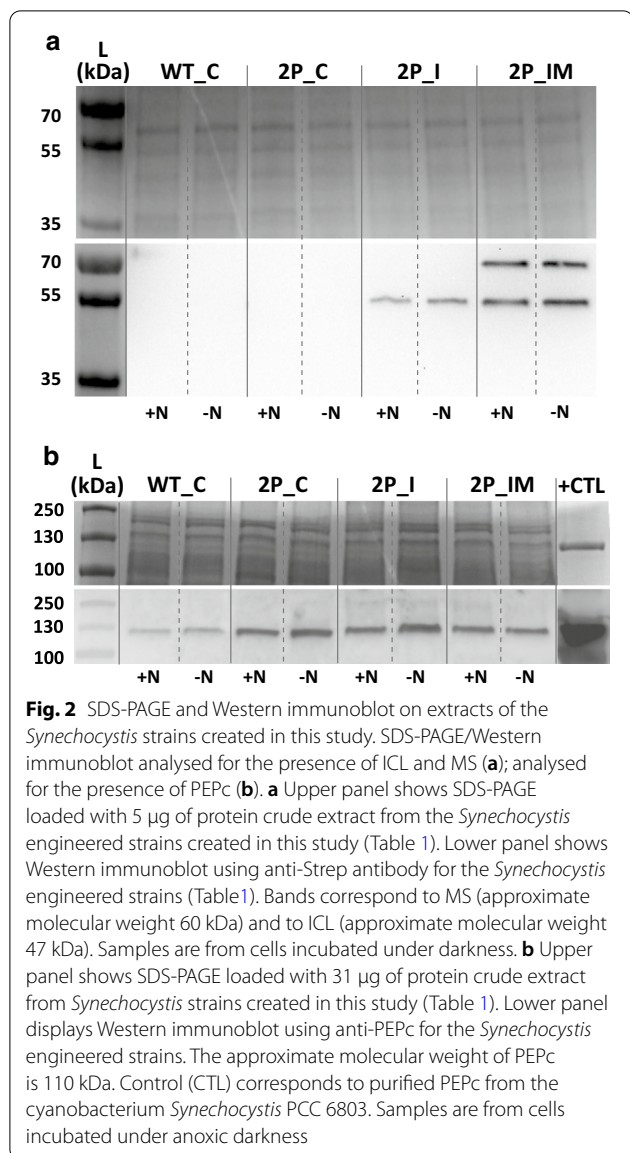 a
L
(kDa) WT_C 2P_C 2P_I 2P_IM
70
55
35
70
55
35
+N -N +N -N +N -N +N -N
b
L
(kDa) WT_C 2P_C 2P_I 2P_IM +CTL
250
130
100
250
130
100
+N -N +N -N +N -N +N -N
Fig. 2 SDS-PAGE and Western immunoblot on extracts of the
Synechocystis strains created in this study. SDS-PAGE/Western
immunoblot analysed for the presence of ICL and MS (a); analysed
for the presence of PEPc (b). a Upper panel shows SDS-PAGE
loaded with 5 µg of protein crude extract from the Synechocystis
engineered strains created in this study (Table 1). Lower panel shows
Western immunoblot using anti-Strep antibody for the Synechocystis
engineered strains (Table1). Bands correspond to MS (approximate
molecular weight 60 kDa) and to ICL (approximate molecular weight
47 kDa). Samples are from cells incubated under darkness. b Upper
panel shows SDS-PAGE loaded with 31 µg of protein crude extract
from Synechocystis strains created in this study (Table 1). Lower panel
displays Western immunoblot using anti-PEPc for the Synechocystis
engineered strains. The approximate molecular weight of PEPc
is 110 kDa. Control (CTL) corresponds to purified PEPc from the
cyanobacterium Synechocystis PCC 6803. Samples are from cells
incubated under anoxic darkness